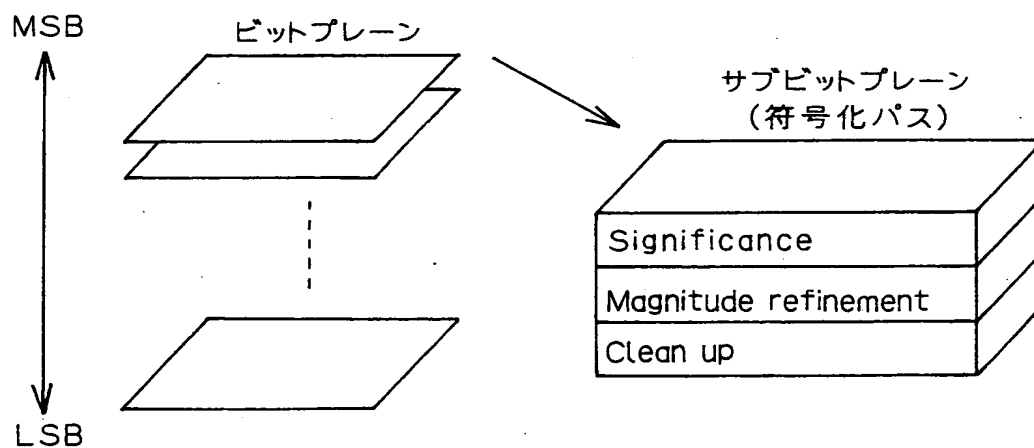 MSB
ビットプレーン
サブビットプレーン
(符号化パス)
Significance
Magnitude refinement
Clean up
LSB